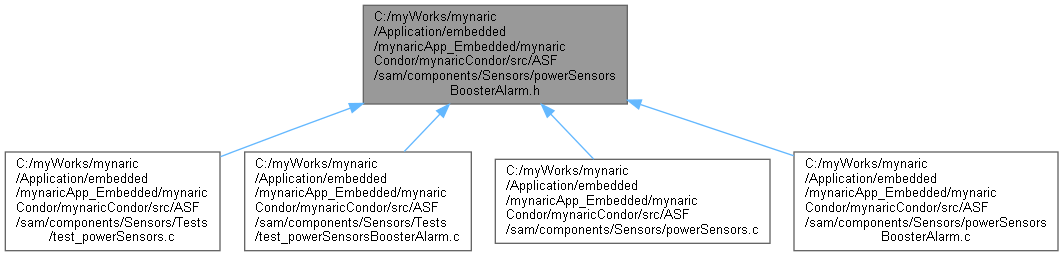 C:/myWorks/mynaric
/Application/embedded
/mynaricApp_Embedded/mynaric
Condor/mynaricCondor/src/ASF
/sam/components/Sensors/powerSensors
BoosterAlarm.h
C:/myWorks/mynaric
/Application/embedded
/mynaricApp_Embedded/mynaric
Condor/mynaricCondor/src/ASF
/sam/components/Sensors/Tests
/test_powerSensors.c
C:/myWorks/mynaric
/Application/embedded
/mynaricApp_Embedded/mynaric
Condor/mynaricCondor/src/ASF
/sam/components/Sensors/Tests
/test_powerSensorsBoosterAlarm.c
C:/myWorks/mynaric
/Application/embedded
/mynaricApp_Embedded/mynaric
Condor/mynaricCondor/src/ASF
/sam/components/Sensors/powerSensors.c
C:/myWorks/mynaric
/Application/embedded
/mynaricApp_Embedded/mynaric
Condor/mynaricCondor/src/ASF
/sam/components/Sensors/powerSensors
BoosterAlarm.c